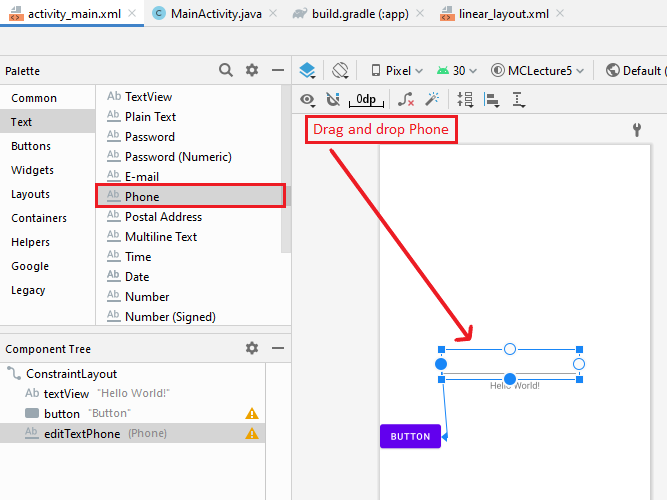 activity_main.xml MainActivity.java build.gradle (:app) linear_layout.xml
Palette Pixel 30 MCLecture5 Default (
0dp
Common
Text
Buttons
Widgets
Layouts
Containers
Helpers
Google
Legacy
Ab TextView
Ab Plain Text
Ab Password
Ab Password (Numeric)
Ab E-mail
Ab Phone
Ab Postal Address
Ab Multiline Text
Ab Time
Ab Date
Ab Number
Ab Number (Signed)
Drag and drop Phone
Component Tree
ConstraintLayout
Ab textView "Hello World!"
button "Button"
Ab editTextPhone (Phone)
Hello World!
BUTTON